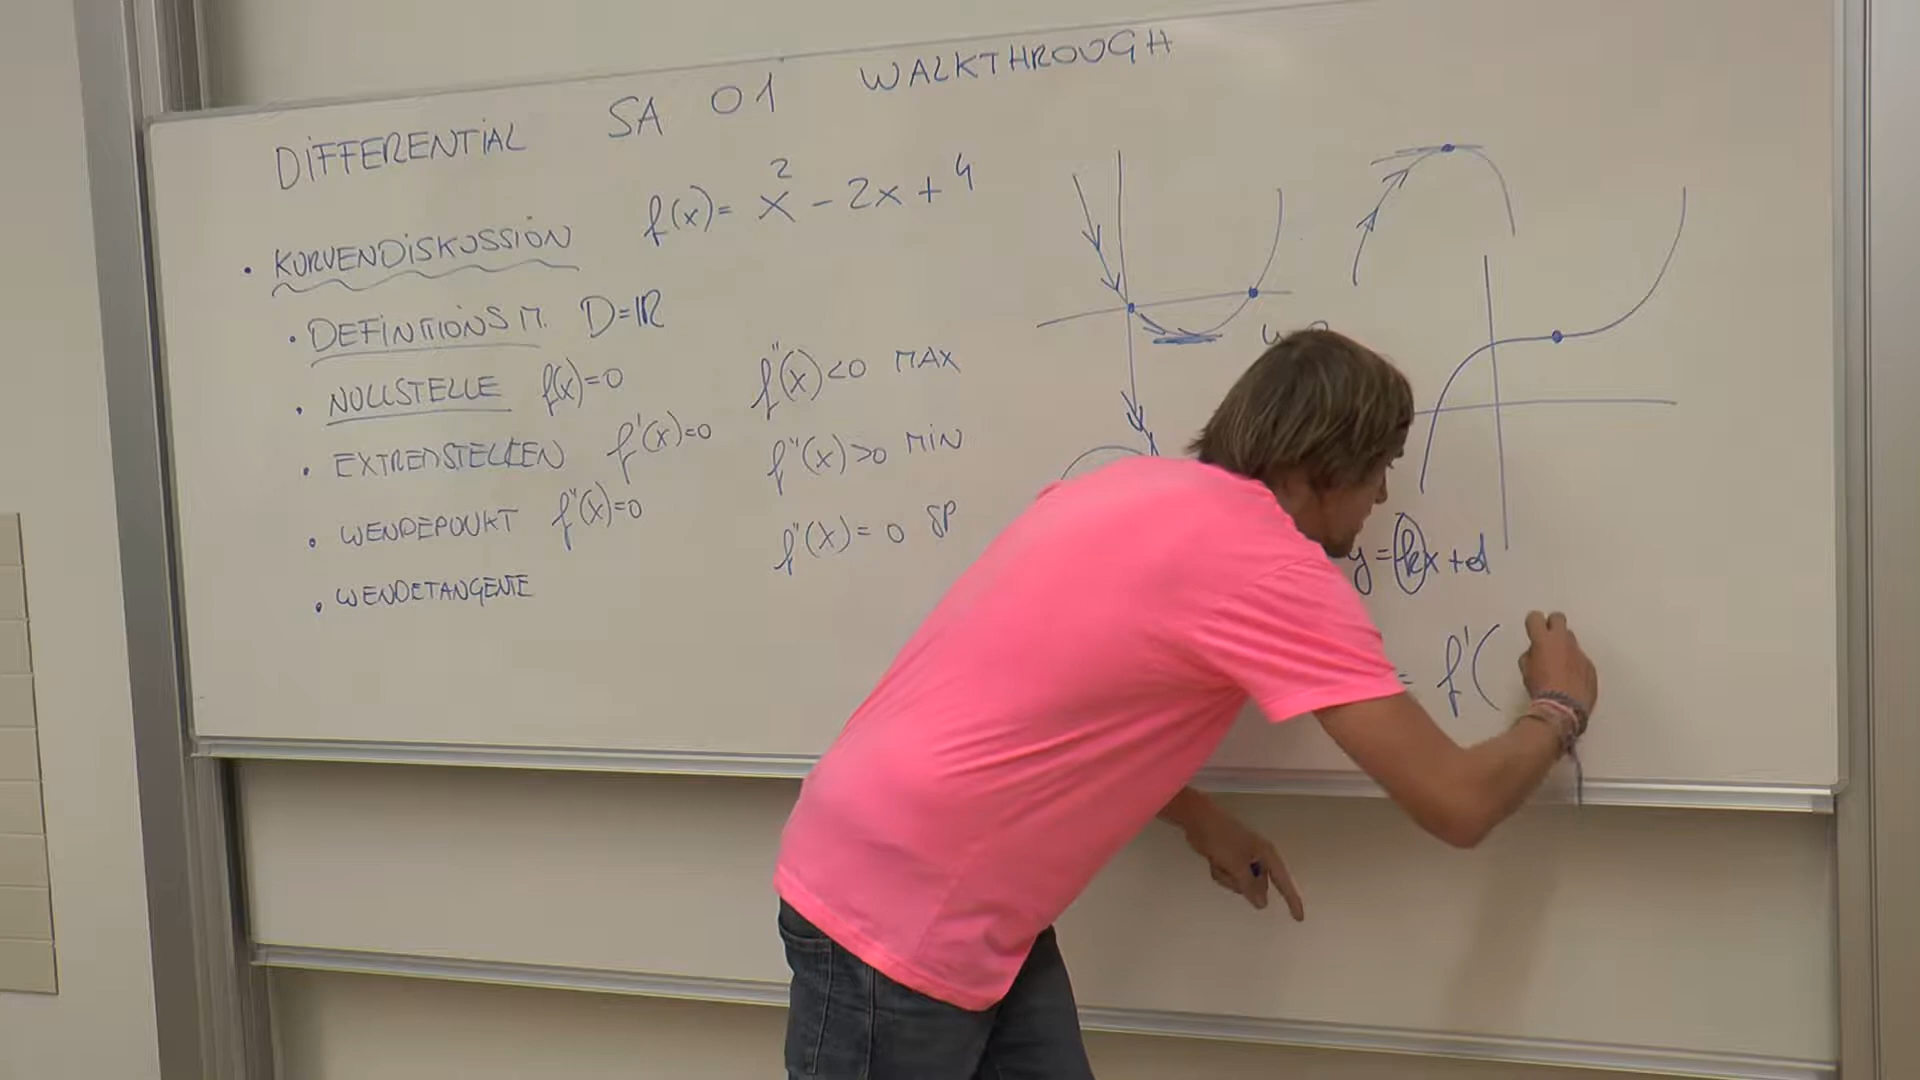 DIFFERENTIAL SA 01 WALKTHROUGH
• KURVENDISKUSSION f(x)= x² - 2x + 4
• DEFINTIONS M. D=ℝ
• NULLSTELLE f(x)=0
• EXTREMSTELLEN f'(x)=0
• WENDEPUNKT f''(x)=0
• WENDETANGENTE
f''(x)<0 MAX
f''(x)>0 MIN
f''(x)=0 SP
y = kx + d
= f'(